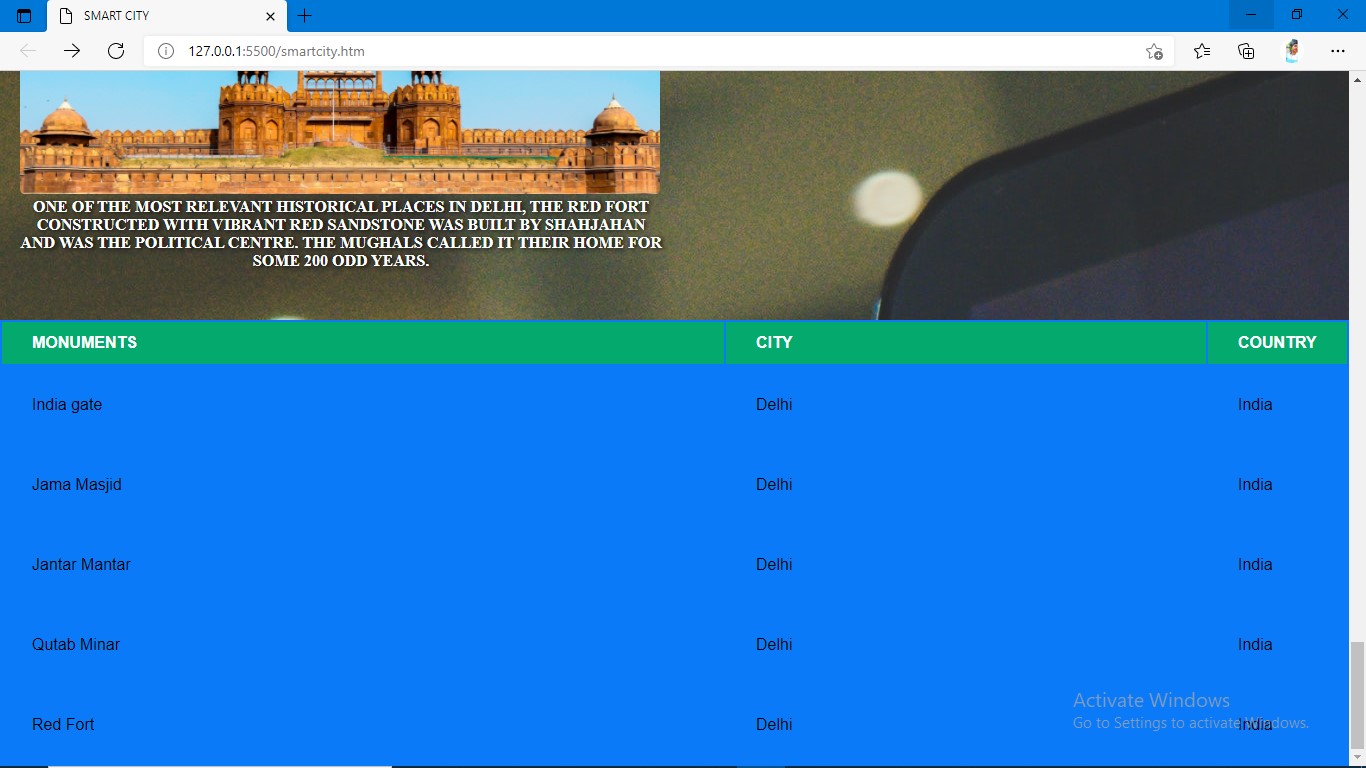 SMART CITY
127.0.0.1:5500/smartcity.htm
ONE OF THE MOST RELEVANT HISTORICAL PLACES IN DELHI, THE RED FORT
CONSTRUCTED WITH VIBRANT RED SANDSTONE WAS BUILT BY SHAHJAHAN
AND WAS THE POLITICAL CENTRE. THE MUGHALS CALLED IT THEIR HOME FOR
SOME 200 ODD YEARS.
MONUMENTS CITY COUNTRY
India gate Delhi India
Jama Masjid Delhi India
Jantar Mantar Delhi India
Qutab Minar Delhi India
Activate Windows
Go to Settings to activate Windows.
Red Fort Delhi India